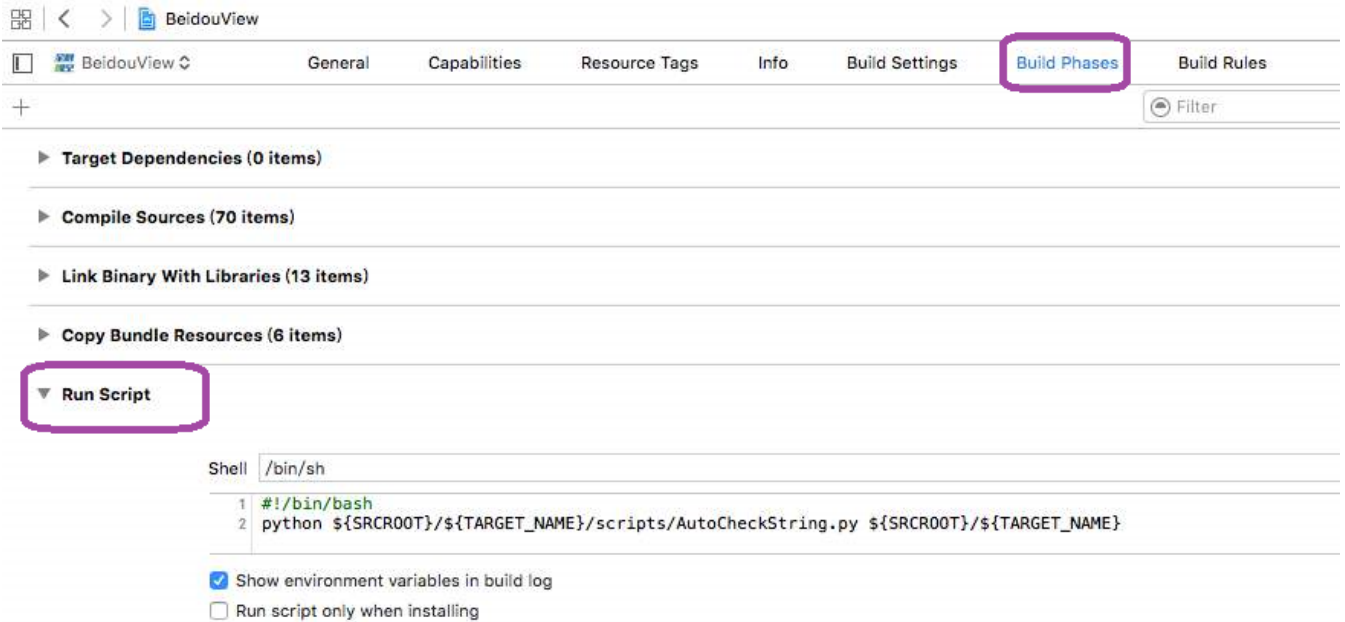 BeidouView
BeidouView General Capabilities Resource Tags Info Build Settings Build Phases Build Rules
+ Filter
Target Dependencies (0 items)
Compile Sources (70 items)
Link Binary With Libraries (13 items)
Copy Bundle Resources (6 items)
Run Script
Shell /bin/sh
1 #!/bin/bash
2 python ${SRCROOT}/${TARGET_NAME}/scripts/AutoCheckString.py ${SRCROOT}/${TARGET_NAME}
Show environment variables in build log
Run script only when installing